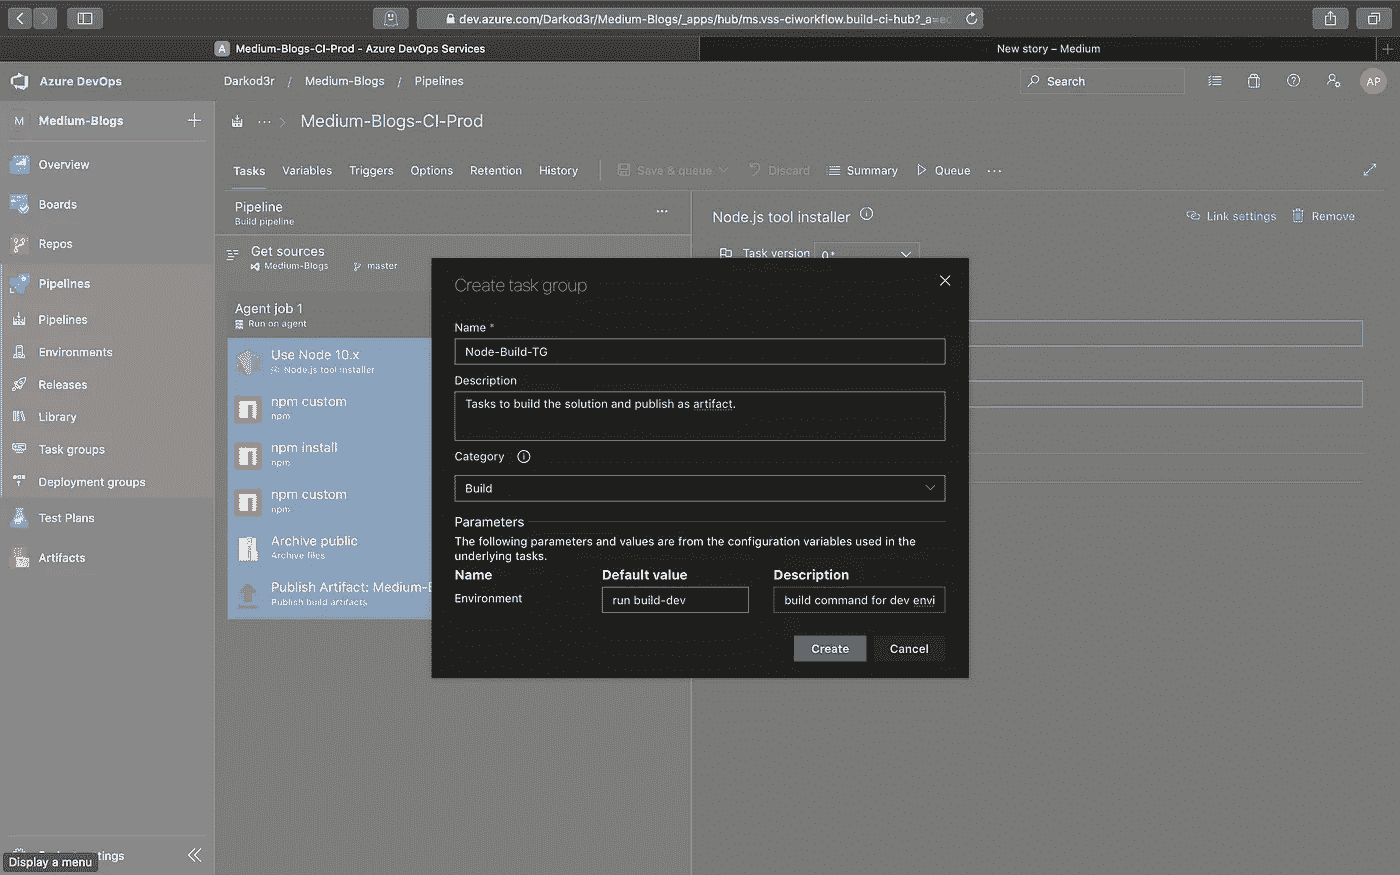 dev.azure.com/Darkod3r/Medium-Blogs/_apps/hub/ms.vss-ciworkflow.build-ci-hub?_a=ed
A Medium-Blogs-CI-Prod - Azure DevOps Services
New story – Medium
Azure DevOps
Darkod3r / Medium-Blogs / Pipelines
Search
AP
M Medium-Blogs
Medium-Blogs-CI-Prod
Overview
Boards
Repos
Pipelines
Pipelines
Environments
Releases
Library
Task groups
Deployment groups
Test Plans
Artifacts
Display a menu
tings
Tasks Variables Triggers Options Retention History Save & queue Discard Summary Queue
Pipeline
Build pipeline
Get sources
Medium-Blogs master
Agent job 1
Run on agent
Use Node 10.x
Node.js tool installer
npm custom
npm
npm install
npm
npm custom
npm
Archive public
Archive files
Publish Artifact: Medium-B
Publish build artifacts
Node.js tool installer
Link settings Remove
Task version 0.*
Create task group
Name *
Node-Build-TG
Description
Tasks to build the solution and publish as artifact.
Category
Build
Parameters
The following parameters and values are from the configuration variables used in the
underlying tasks.
Name Default value Description
Environment run build-dev build command for dev envi
Create Cancel